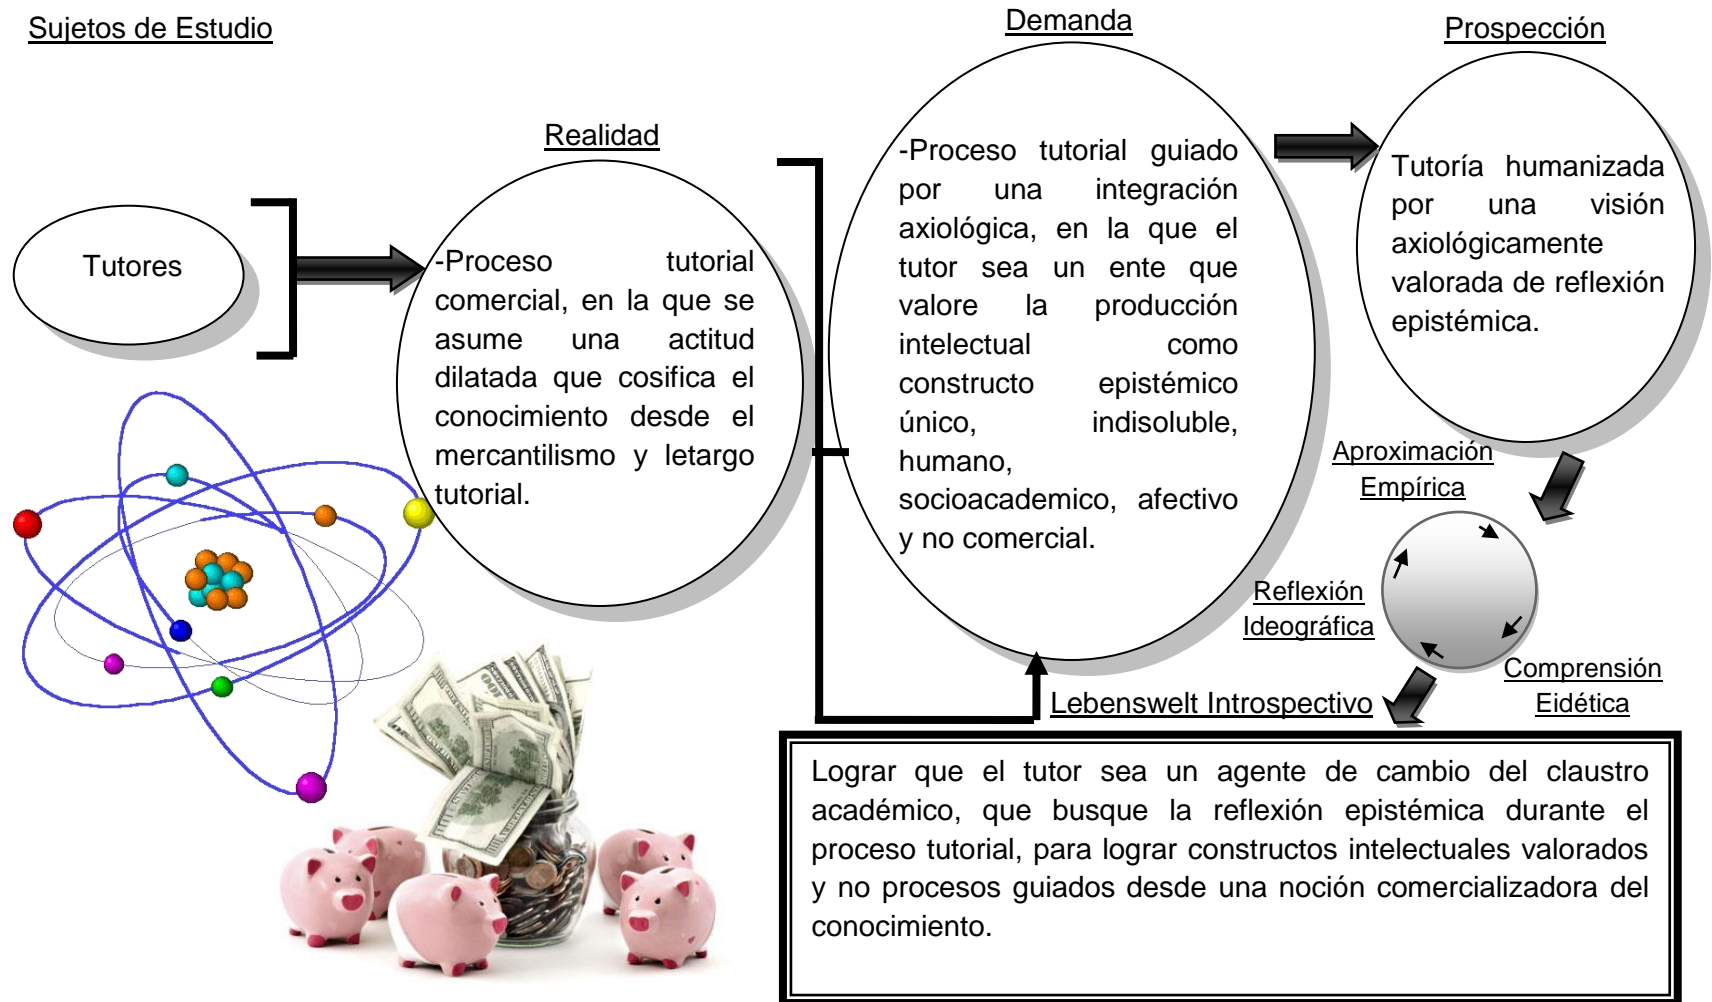 Sujetos de Estudio
Demanda
Prospección
Realidad
Tutores
-Proceso tutorial
comercial, en la que se
asume una actitud
dilatada que cosifica el
conocimiento desde el
mercantilismo y letargo
tutorial.
-Proceso tutorial guiado
por una integración
axiológica, en la que el
tutor sea un ente que
valore la producción
intelectual como
constructo epistémico
único, indisoluble,
humano,
socioacademico, afectivo
y no comercial.
Tutoría humanizada
por una visión
axiológicamente
valorada de reflexión
epistémica.
Aproximación
Empírica
Reflexión
Ideográfica
Comprensión
Eidética
Lebenswelt Introspectivo
Lograr que el tutor sea un agente de cambio del claustro
académico, que busque la reflexión epistémica durante el
proceso tutorial, para lograr constructos intelectuales valorados
y no procesos guiados desde una noción comercializadora del
conocimiento.